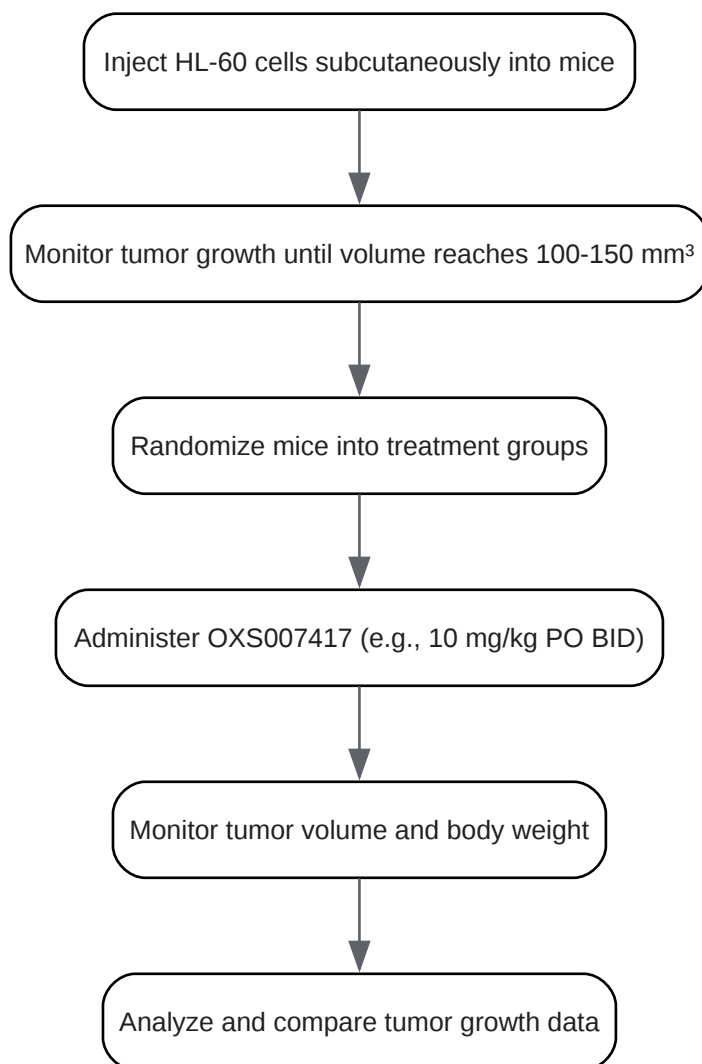 Inject HL-60 cells subcutaneously into mice
Monitor tumor growth until volume reaches 100-150 mm³
Randomize mice into treatment groups
Administer OXS007417 (e.g., 10 mg/kg PO BID)
Monitor tumor volume and body weight
Analyze and compare tumor growth data